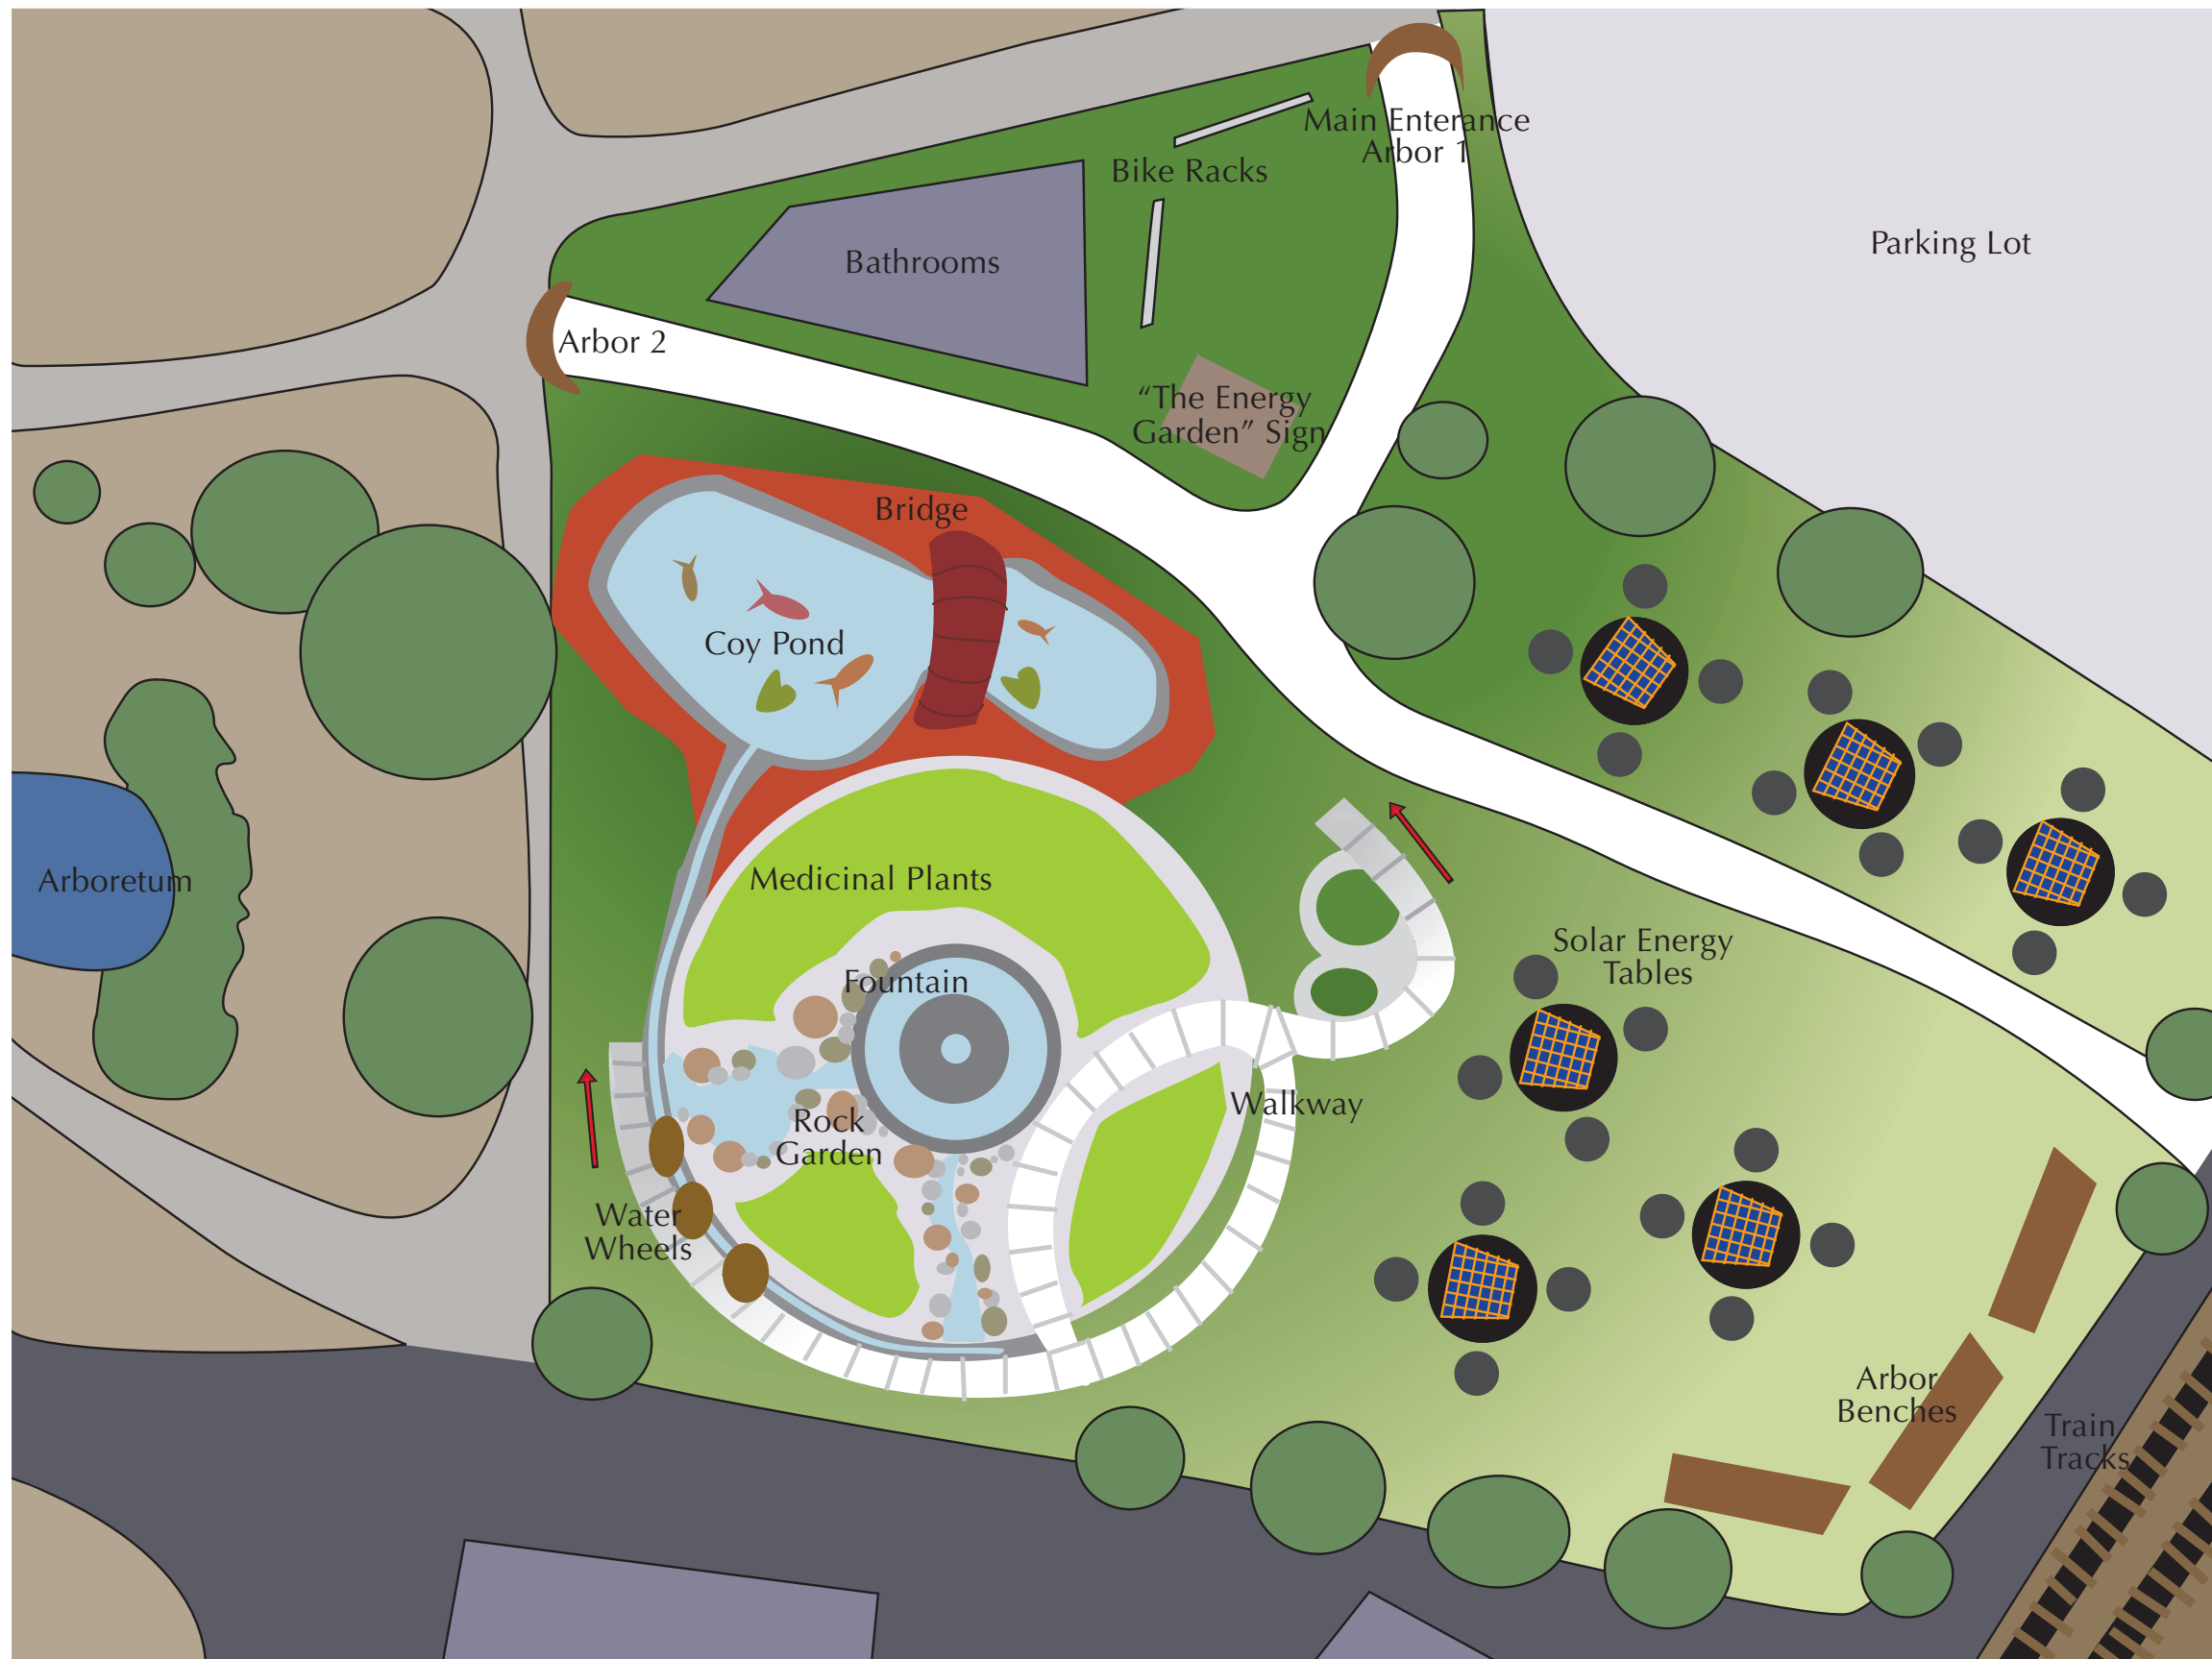 Main Enterance
Arbor 1
Bike Racks
Parking Lot
Bathrooms
Arbor 2
“The Energy
Garden” Sign
Bridge
Coy Pond
Medicinal Plants
Arboretum
Solar Energy
Tables
Fountain
Walkway
Rock
Garden
Water
Wheels
Arbor
Benches
Train
Tracks